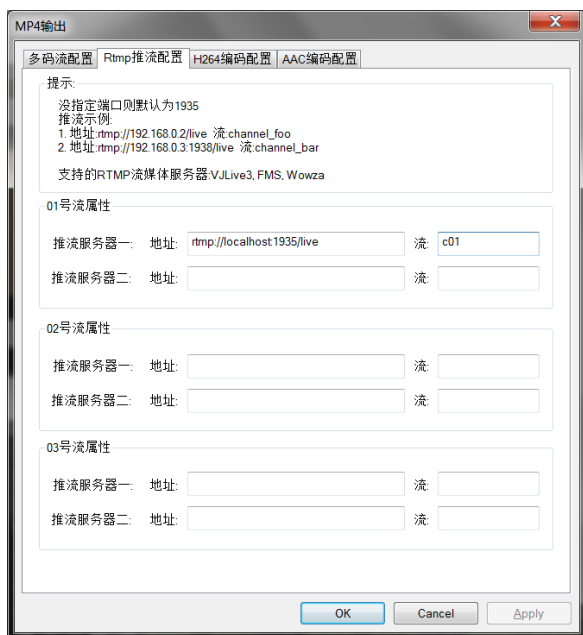 MP4输出
多码流配置 Rtmp推流配置 H264编码配置 AAC编码配置
提示:
没指定端口则默认为1935
推流示例:
1. 地址:rtmp://192.168.0.2/live 流:channel_foo
2. 地址:rtmp://192.168.0.3:1938/live 流:channel_bar
支持的RTMP流媒体服务器:VJLive3, FMS, Wowza
01号流属性
推流服务器一: 地址: rtmp://localhost:1935/live 流: c01
推流服务器二: 地址: 流:
02号流属性
推流服务器一: 地址: 流:
推流服务器二: 地址: 流:
03号流属性
推流服务器一: 地址: 流:
推流服务器二: 地址: 流:
OK Cancel Apply